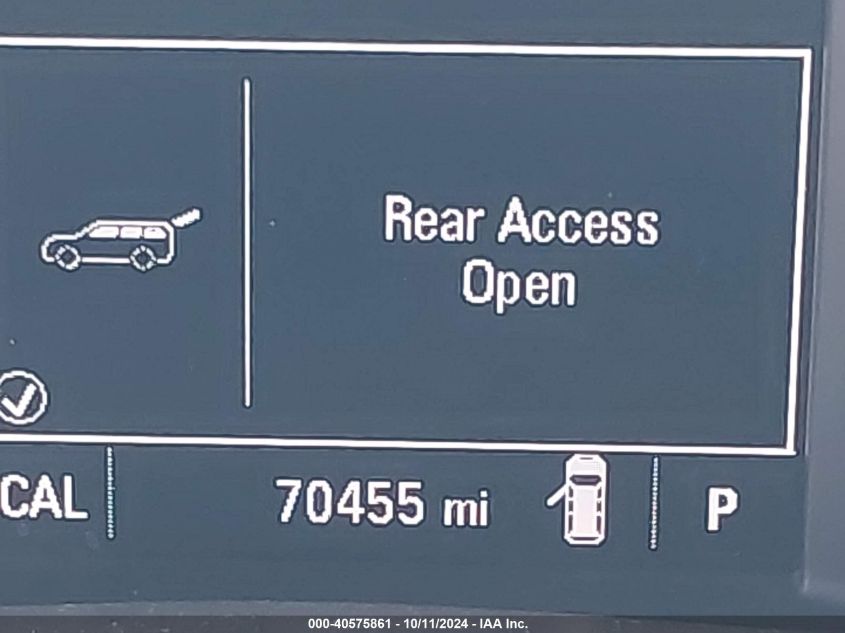 Rear Access
Open
CAL
70455 mi
P
000-40575861 - 10/11/2024 - IAA Inc.